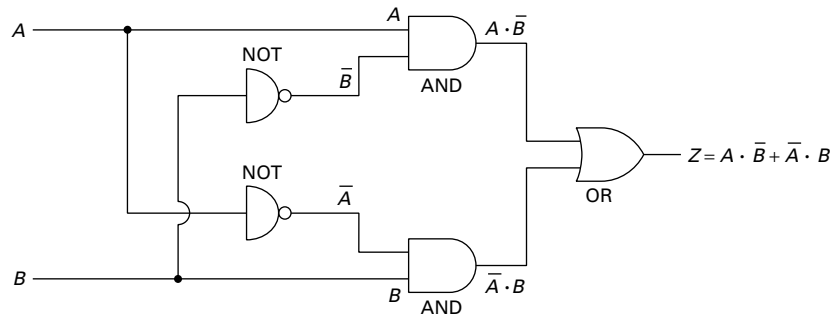 A
A
A · B̅
NOT
B̅
AND
Z = A · B̅ + A̅ · B
NOT
A̅
OR
B
B
A̅ · B
AND